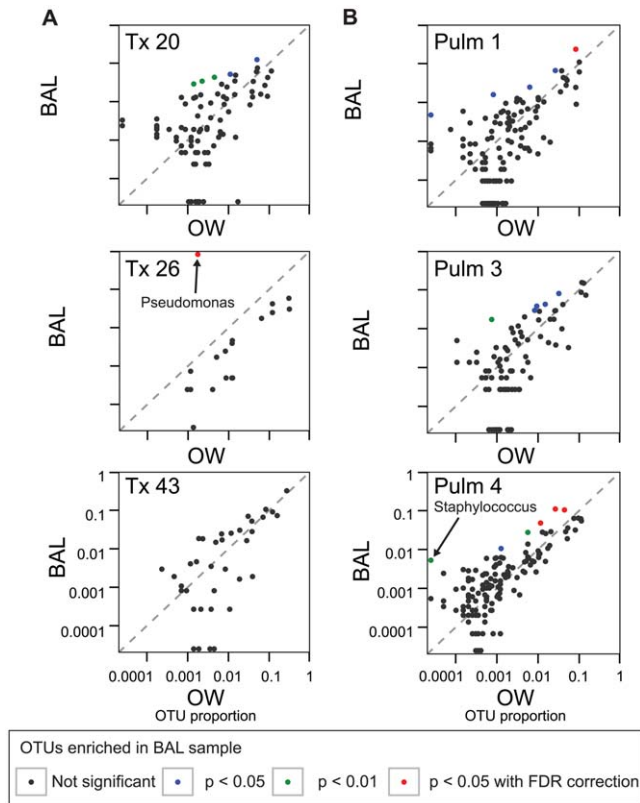 A
B
Tx 20
BAL
OW
Pulm 1
BAL
OW
Tx 26
Pseudomonas
BAL
OW
Pulm 3
BAL
OW
Tx 43
1
0.1
0.01
0.001
0.0001
BAL
0.0001 0.001 0.01 0.1 1
OW
OTU proportion
Pulm 4
Staphylococcus
1
0.1
0.01
0.001
0.0001
BAL
0.0001 0.001 0.01 0.1 1
OW
OTU proportion
OTUs enriched in BAL sample
Not significant p < 0.05 p < 0.01 p < 0.05 with FDR correction